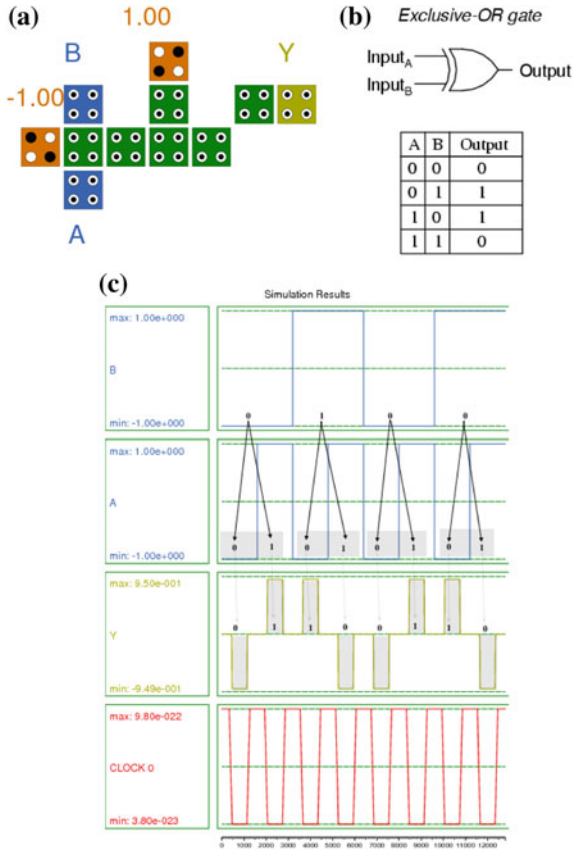 (a)
1.00
B
Y
-1.00
A
(b)
Exclusive-OR gate
InputA
InputB
Output
A B Output
0 0 0
0 1 1
1 0 1
1 1 0
(c)
Simulation Results
max: 1.00e+000
B
min: -1.00e+000
0 1 0 0
max: 1.00e+000
A
min: -1.00e+000
0 1 0 1 0 1 0 1
max: 9.50e-001
Y
min: -9.49e-001
0 1 1 0 0 1 1 0
max: 9.80e-022
CLOCK 0
min: 3.80e-023
0 1000 2000 3000 4000 5000 6000 7000 8000 9000 10000 11000 12000